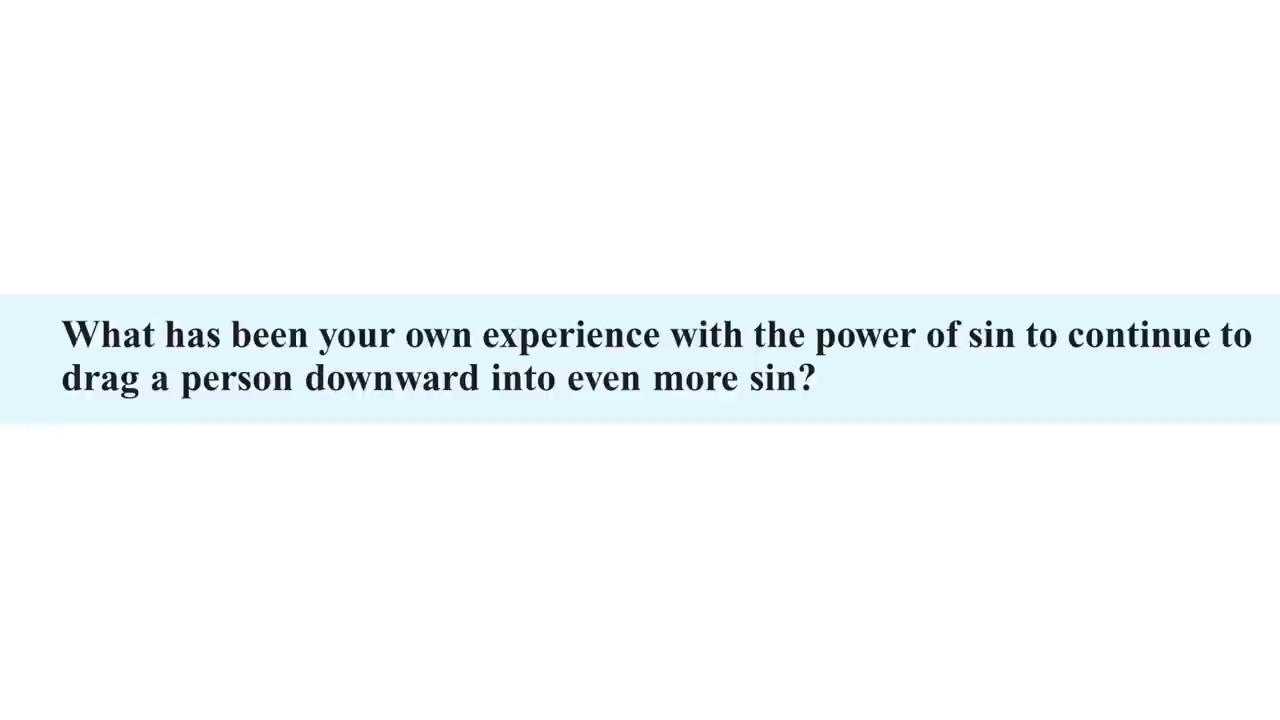 What has been your own experience with the power of sin to continue to
drag a person downward into even more sin?